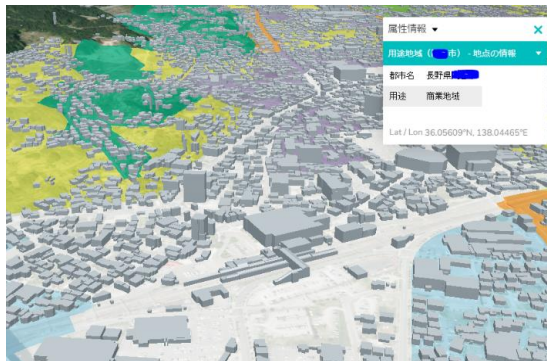 属性情報 ▼ ×
用途地域（ 市） - 地点の情報 ▼
都市名 長野県
用途 商業地域
Lat / Lon 36.05609°N, 138.04465°E